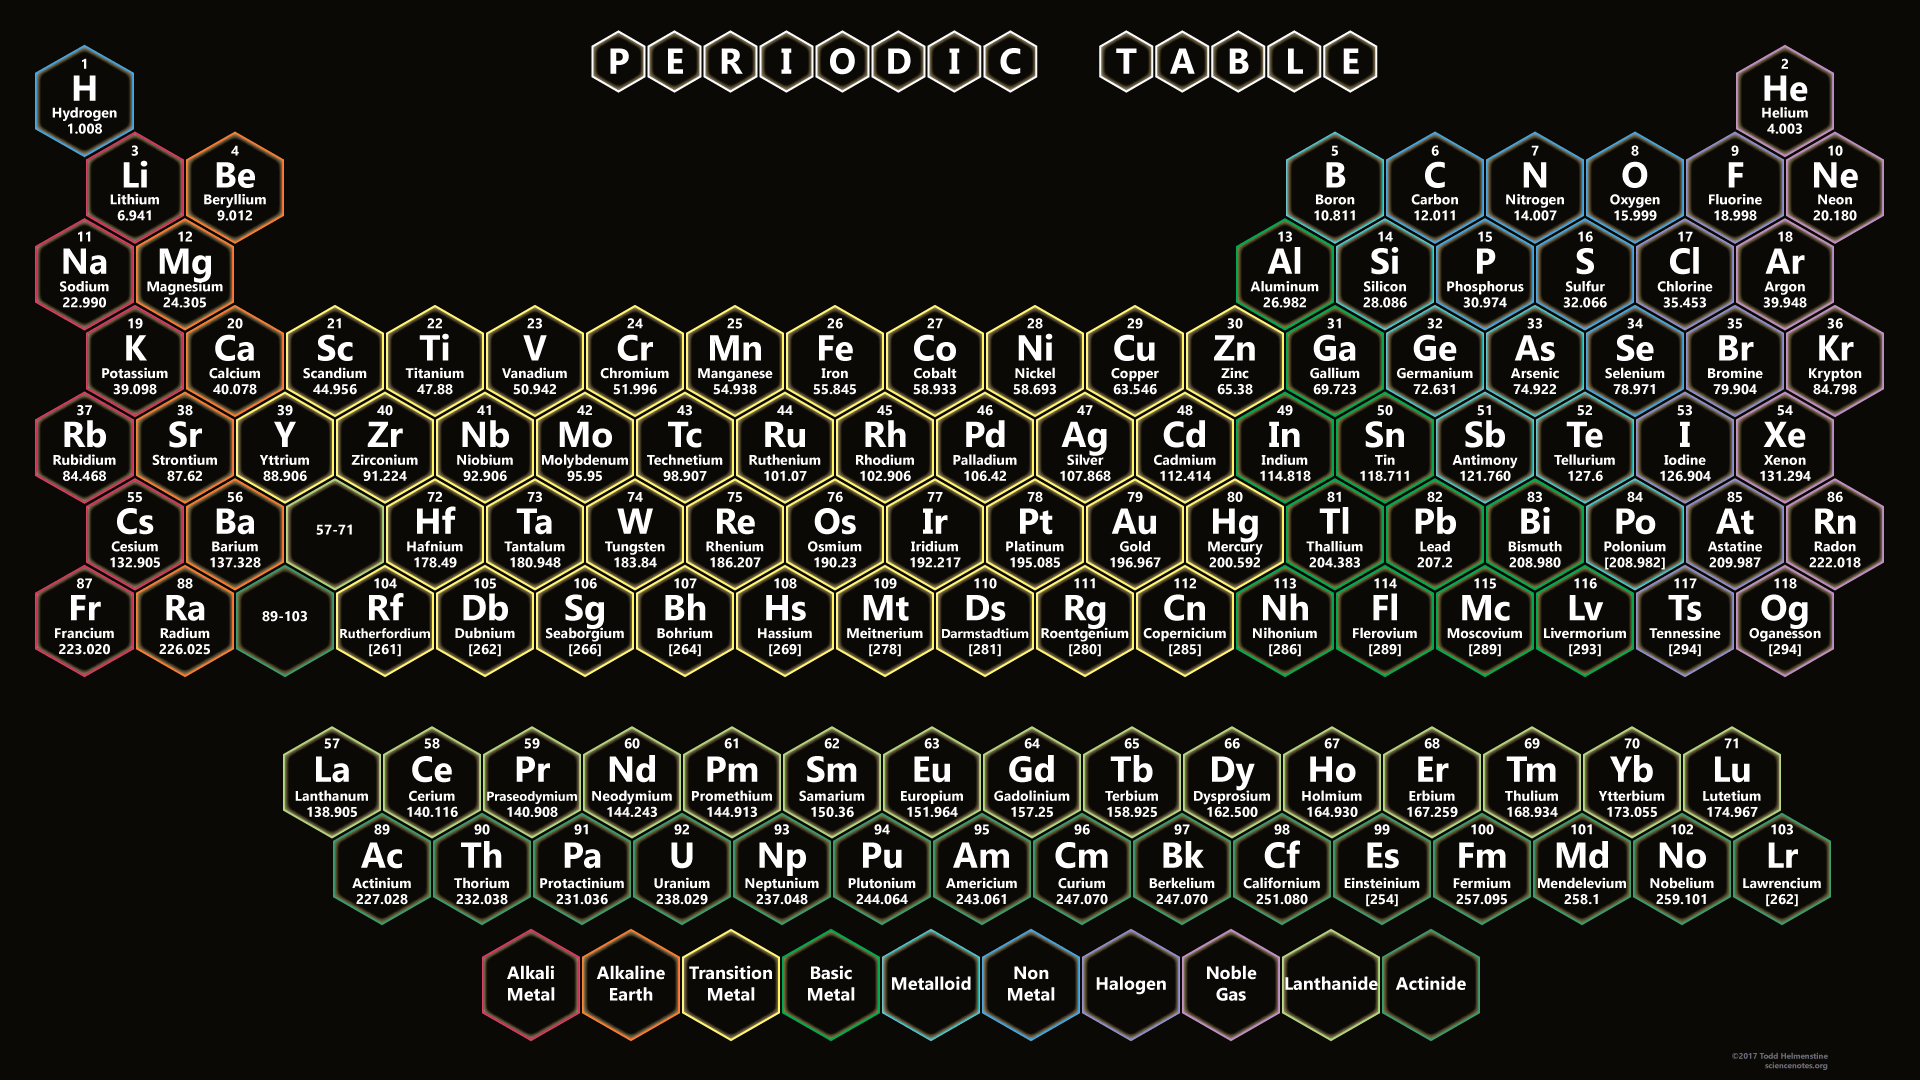 PERIODIC TABLE
1
H
Hydrogen
1.008
2
He
Helium
4.003
3
Li
Lithium
6.941
4
Be
Beryllium
9.012
5
B
Boron
10.811
6
C
Carbon
12.011
7
N
Nitrogen
14.007
8
O
Oxygen
15.999
9
F
Fluorine
18.998
10
Ne
Neon
20.180
11
Na
Sodium
22.990
12
Mg
Magnesium
24.305
13
Al
Aluminum
26.982
14
Si
Silicon
28.086
15
P
Phosphorus
30.974
16
S
Sulfur
32.066
17
Cl
Chlorine
35.453
18
Ar
Argon
39.948
19
K
Potassium
39.098
20
Ca
Calcium
40.078
21
Sc
Scandium
44.956
22
Ti
Titanium
47.88
23
V
Vanadium
50.942
24
Cr
Chromium
51.996
25
Mn
Manganese
54.938
26
Fe
Iron
55.845
27
Co
Cobalt
58.933
28
Ni
Nickel
58.693
29
Cu
Copper
63.546
30
Zn
Zinc
65.38
31
Ga
Gallium
69.723
32
Ge
Germanium
72.631
33
As
Arsenic
74.922
34
Se
Selenium
78.971
35
Br
Bromine
79.904
36
Kr
Krypton
84.798
37
Rb
Rubidium
84.468
38
Sr
Strontium
87.62
39
Y
Yttrium
88.906
40
Zr
Zirconium
91.224
41
Nb
Niobium
92.906
42
Mo
Molybdenum
95.95
43
Tc
Technetium
98.907
44
Ru
Ruthenium
101.07
45
Rh
Rhodium
102.906
46
Pd
Palladium
106.42
47
Ag
Silver
107.868
48
Cd
Cadmium
112.414
49
In
Indium
114.818
50
Sn
Tin
118.711
51
Sb
Antimony
121.760
52
Te
Tellurium
127.6
53
I
Iodine
126.904
54
Xe
Xenon
131.294
55
Cs
Cesium
132.905
56
Ba
Barium
137.328
57-71
72
Hf
Hafnium
178.49
73
Ta
Tantalum
180.948
74
W
Tungsten
183.84
75
Re
Rhenium
186.207
76
Os
Osmium
190.23
77
Ir
Iridium
192.217
78
Pt
Platinum
195.085
79
Au
Gold
196.967
80
Hg
Mercury
200.592
81
Tl
Thallium
204.383
82
Pb
Lead
207.2
83
Bi
Bismuth
208.980
84
Po
Polonium
[208.982]
85
At
Astatine
209.987
86
Rn
Radon
222.018
87
Fr
Francium
223.020
88
Ra
Radium
226.025
89-103
104
Rf
Rutherfordium
[261]
105
Db
Dubnium
[262]
106
Sg
Seaborgium
[266]
107
Bh
Bohrium
[264]
108
Hs
Hassium
[269]
109
Mt
Meitnerium
[278]
110
Ds
Darmstadtium
[281]
111
Rg
Roentgenium
[280]
112
Cn
Copernicium
[285]
113
Nh
Nihonium
[286]
114
Fl
Flerovium
[289]
115
Mc
Moscovium
[289]
116
Lv
Livermorium
[293]
117
Ts
Tennessine
[294]
118
Og
Oganesson
[294]
57
La
Lanthanum
138.905
58
Ce
Cerium
140.116
59
Pr
Praseodymium
140.908
60
Nd
Neodymium
144.243
61
Pm
Promethium
144.913
62
Sm
Samarium
150.36
63
Eu
Europium
151.964
64
Gd
Gadolinium
157.25
65
Tb
Terbium
158.925
66
Dy
Dysprosium
162.500
67
Ho
Holmium
164.930
68
Er
Erbium
167.259
69
Tm
Thulium
168.934
70
Yb
Ytterbium
173.055
71
Lu
Lutetium
174.967
89
Ac
Actinium
227.028
90
Th
Thorium
232.038
91
Pa
Protactinium
231.036
92
U
Uranium
238.029
93
Np
Neptunium
237.048
94
Pu
Plutonium
244.064
95
Am
Americium
243.061
96
Cm
Curium
247.070
97
Bk
Berkelium
247.070
98
Cf
Californium
251.080
99
Es
Einsteinium
[254]
100
Fm
Fermium
257.095
101
Md
Mendelevium
258.1
102
No
Nobelium
259.101
103
Lr
Lawrencium
[262]
Alkali
Metal
Alkaline
Earth
Transition
Metal
Basic
Metal
Metalloid
Non
Metal
Halogen
Noble
Gas
Lanthanide
Actinide
©2017 Todd Helmenstine
sciencenotes.org